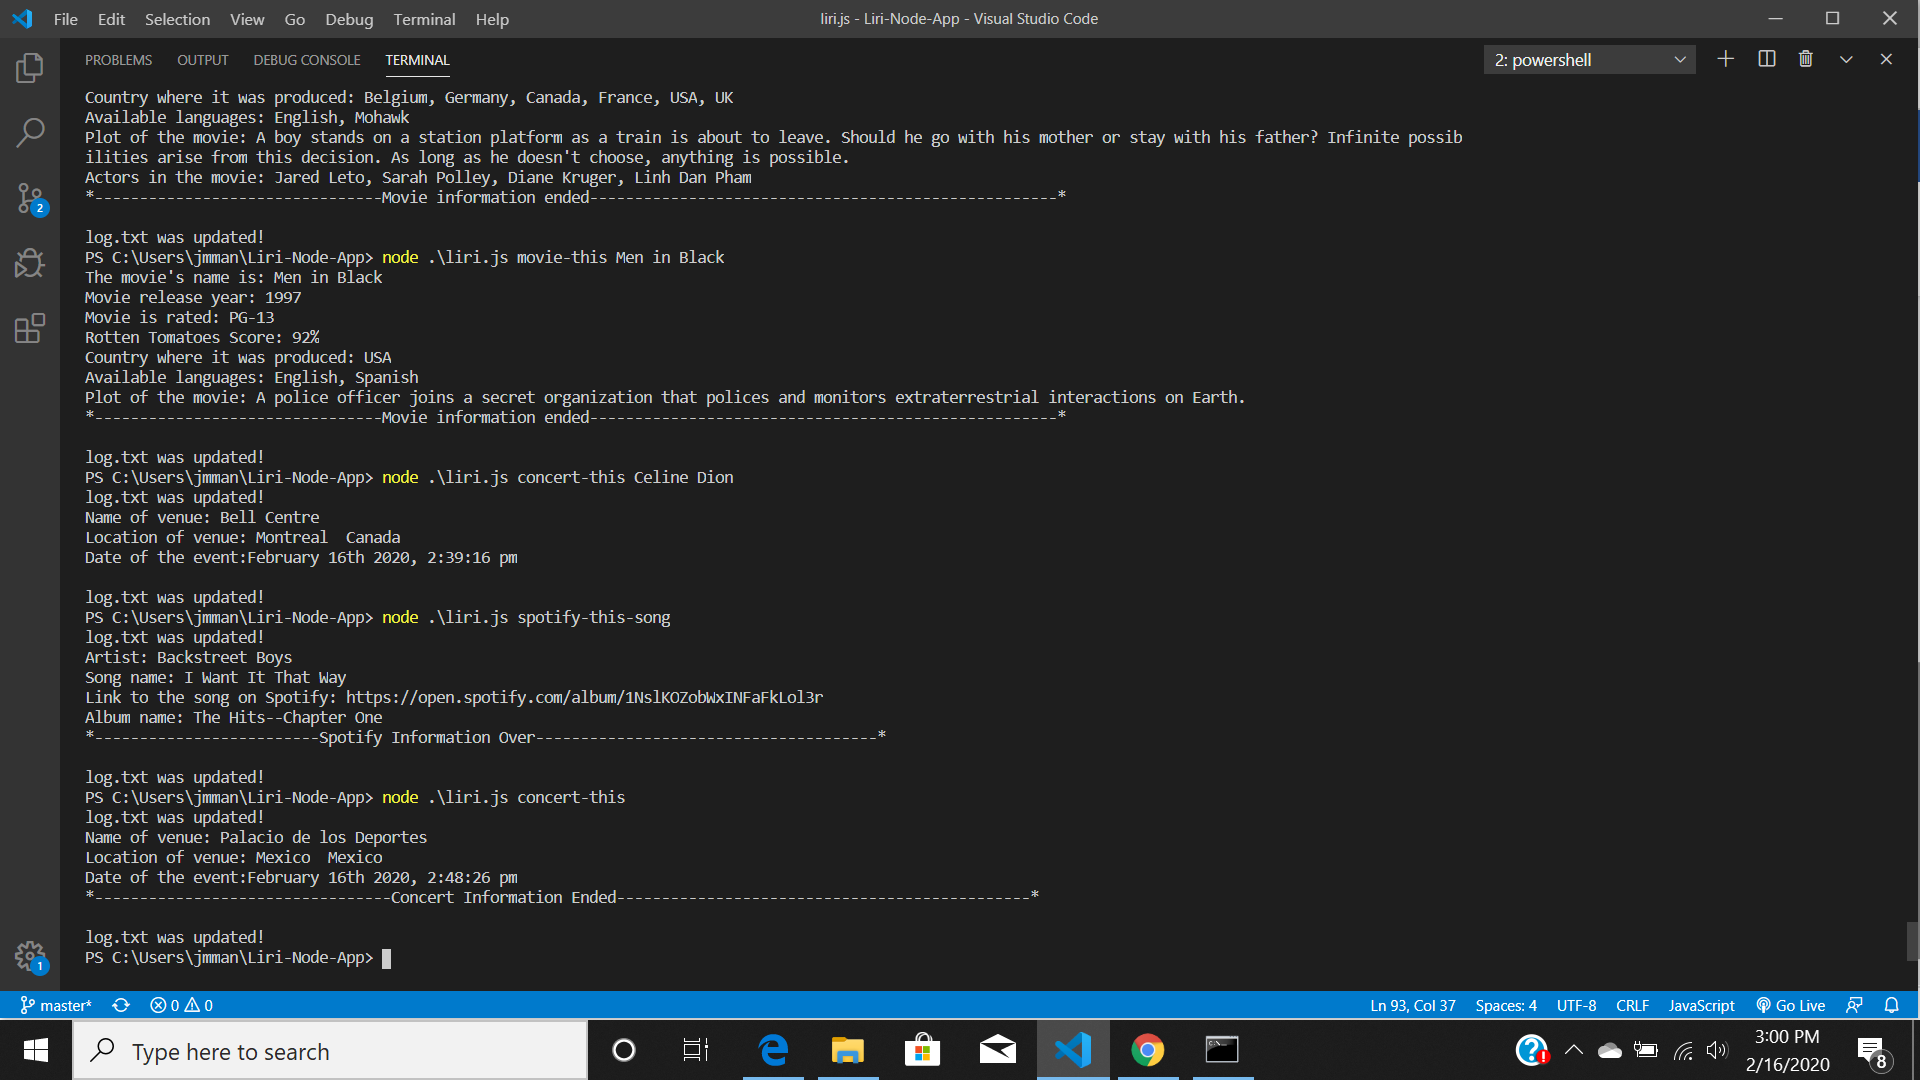 File Edit Selection View Go Debug Terminal Help
liri.js - Liri-Node-App - Visual Studio Code
PROBLEMS OUTPUT DEBUG CONSOLE TERMINAL
2: powershell
Country where it was produced: Belgium, Germany, Canada, France, USA, UK
Available languages: English, Mohawk
Plot of the movie: A boy stands on a station platform as a train is about to leave. Should he go with his mother or stay with his father? Infinite possib
ilities arise from this decision. As long as he doesn't choose, anything is possible.
Actors in the movie: Jared Leto, Sarah Polley, Diane Kruger, Linh Dan Pham
*--------------------------------Movie information ended----------------------------------------------------*
log.txt was updated!
PS C:\Users\jmman\Liri-Node-App> node .\liri.js movie-this Men in Black
The movie's name is: Men in Black
Movie release year: 1997
Movie is rated: PG-13
Rotten Tomatoes Score: 92%
Country where it was produced: USA
Available languages: English, Spanish
Plot of the movie: A police officer joins a secret organization that polices and monitors extraterrestrial interactions on Earth.
*--------------------------------Movie information ended----------------------------------------------------*
log.txt was updated!
PS C:\Users\jmman\Liri-Node-App> node .\liri.js concert-this Celine Dion
log.txt was updated!
Name of venue: Bell Centre
Location of venue: Montreal  Canada
Date of the event:February 16th 2020, 2:39:16 pm
log.txt was updated!
PS C:\Users\jmman\Liri-Node-App> node .\liri.js spotify-this-song
log.txt was updated!
Artist: Backstreet Boys
Song name: I Want It That Way
Link to the song on Spotify: https://open.spotify.com/album/1NslKOZobWxINFaFkLol3r
Album name: The Hits--Chapter One
*-------------------------Spotify Information Over--------------------------------------*
log.txt was updated!
PS C:\Users\jmman\Liri-Node-App> node .\liri.js concert-this
log.txt was updated!
Name of venue: Palacio de los Deportes
Location of venue: Mexico  Mexico
Date of the event:February 16th 2020, 2:48:26 pm
*---------------------------------Concert Information Ended----------------------------------------------*
log.txt was updated!
PS C:\Users\jmman\Liri-Node-App>
2
1
master* 0 0
Ln 93, Col 37 Spaces: 4 UTF-8 CRLF JavaScript Go Live
Type here to search
3:00 PM
2/16/2020
8